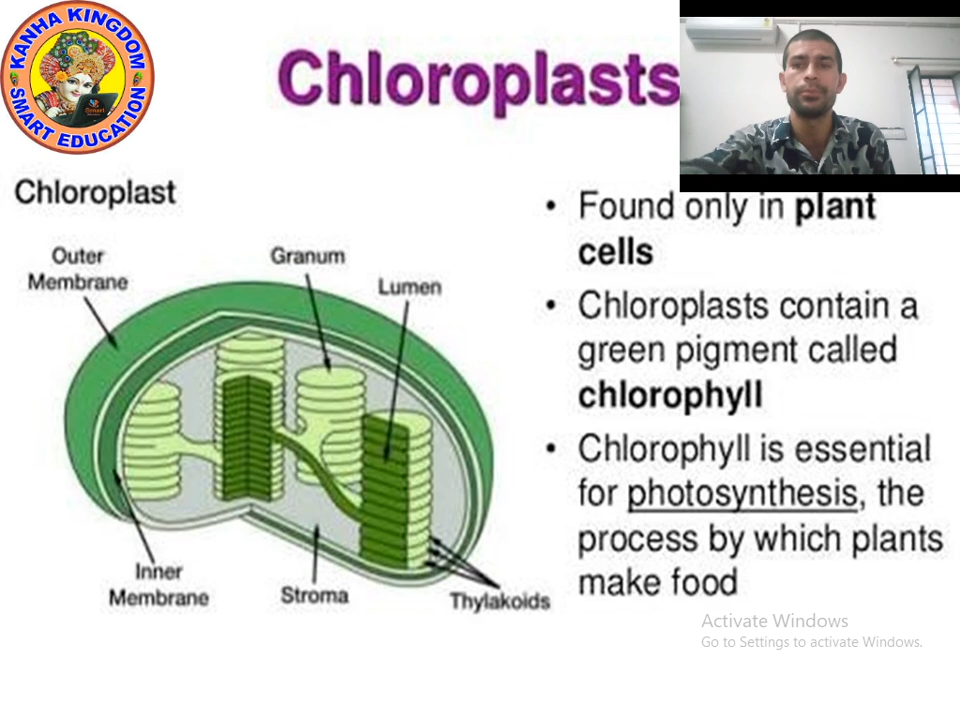 KANHA KINGDOM
SMART EDUCATION
Chloroplasts
Chloroplast
Outer
Membrane
Granum
Lumen
Inner
Membrane
Stroma
Thylakoids
• Found only in plant
cells
• Chloroplasts contain a
green pigment called
chlorophyll
• Chlorophyll is essential
for photosynthesis, the
process by which plants
make food
Activate Windows
Go to Settings to activate Windows.